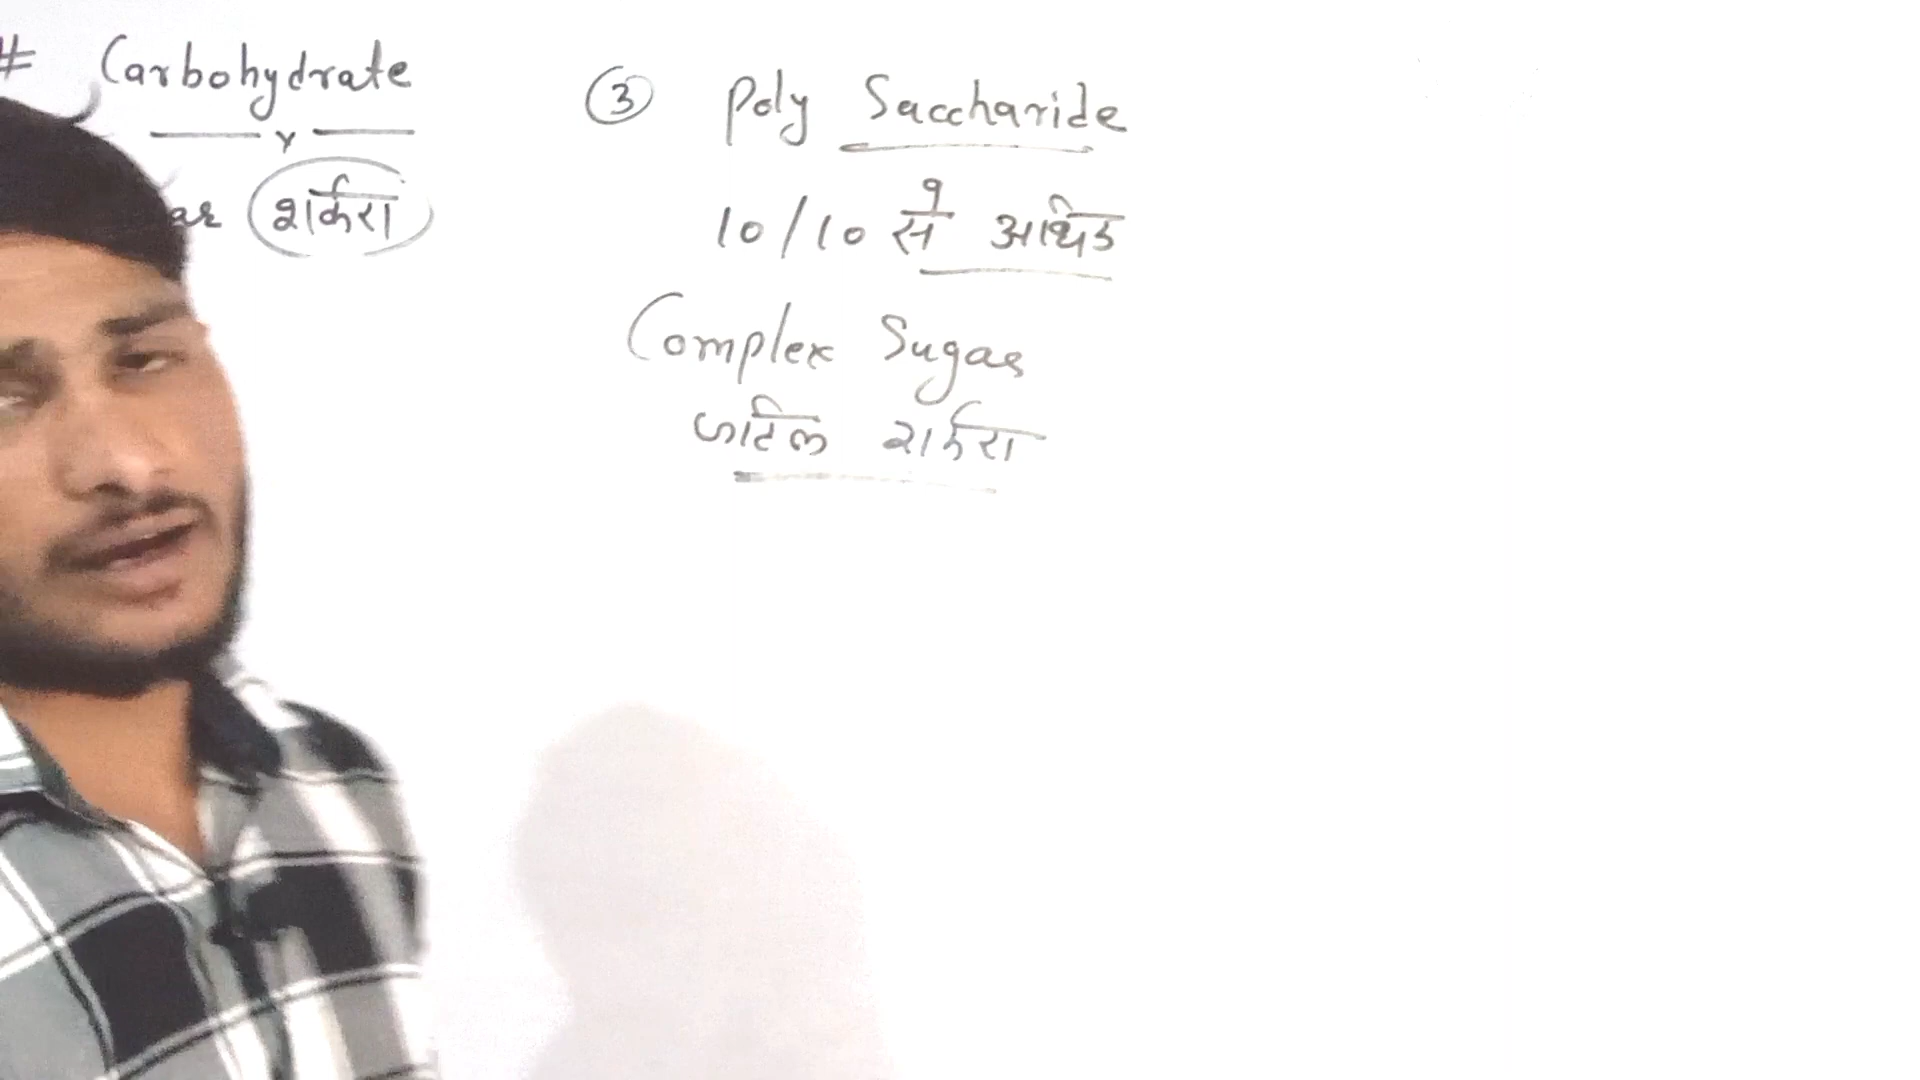 # Carbohydrate
शर्करा
③ Poly Saccharide
10/10 से अधिक
Complex Sugar
जटिल शर्करा